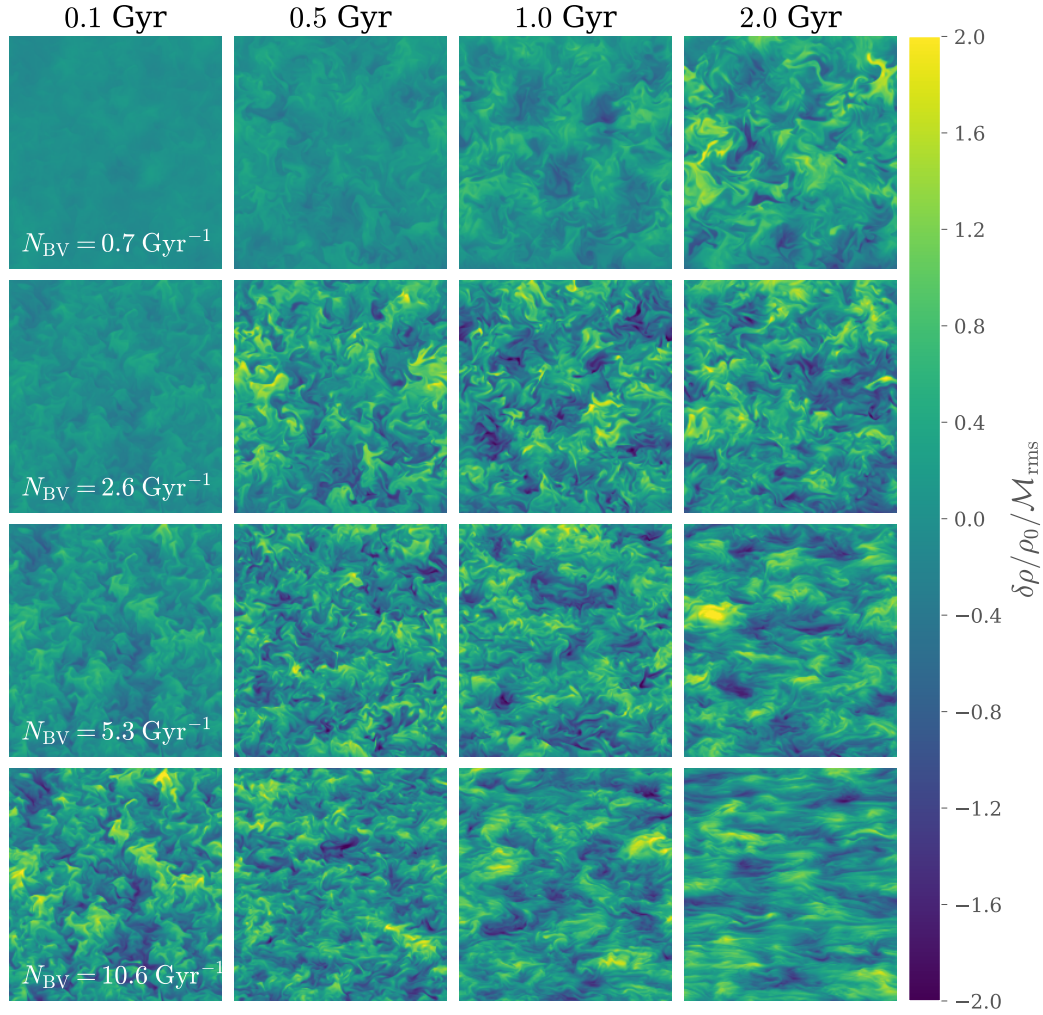 0.1 Gyr 0.5 Gyr 1.0 Gyr 2.0 Gyr
N_BV = 0.7 Gyr⁻¹
N_BV = 2.6 Gyr⁻¹
N_BV = 5.3 Gyr⁻¹
N_BV = 10.6 Gyr⁻¹
2.0
1.6
1.2
0.8
0.4
0.0
−0.4
−0.8
−1.2
−1.6
−2.0
δρ/ρ₀/ℳ_rms